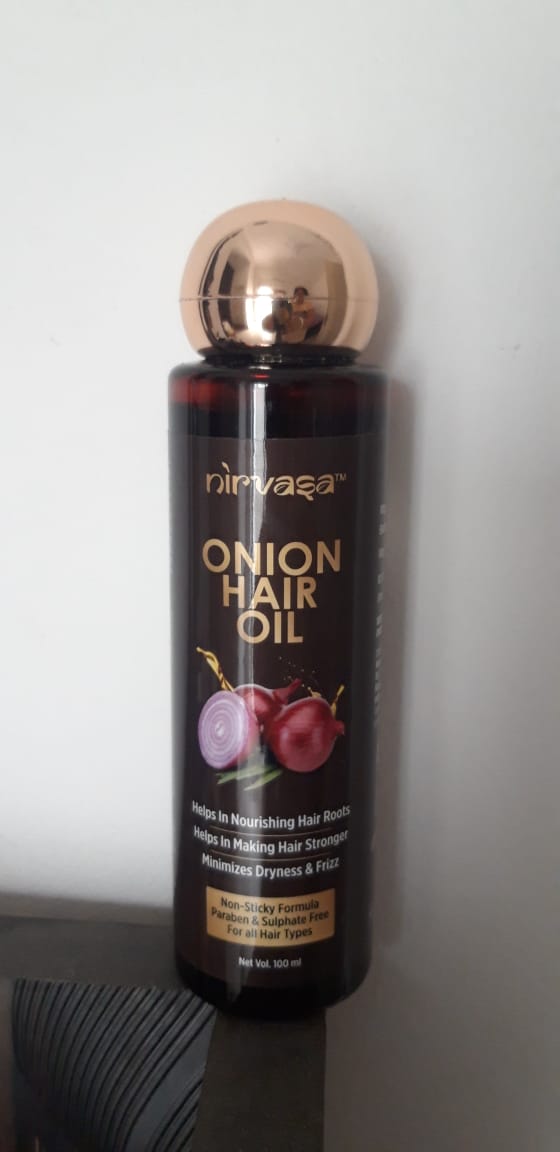 nirvasa™
ONION
HAIR
OIL
Helps In Nourishing Hair Roots
Helps In Making Hair Stronger
Minimizes Dryness & Frizz
Non-Sticky Formula
Paraben & Sulphate Free
For all Hair Types
Net Vol. 100 ml